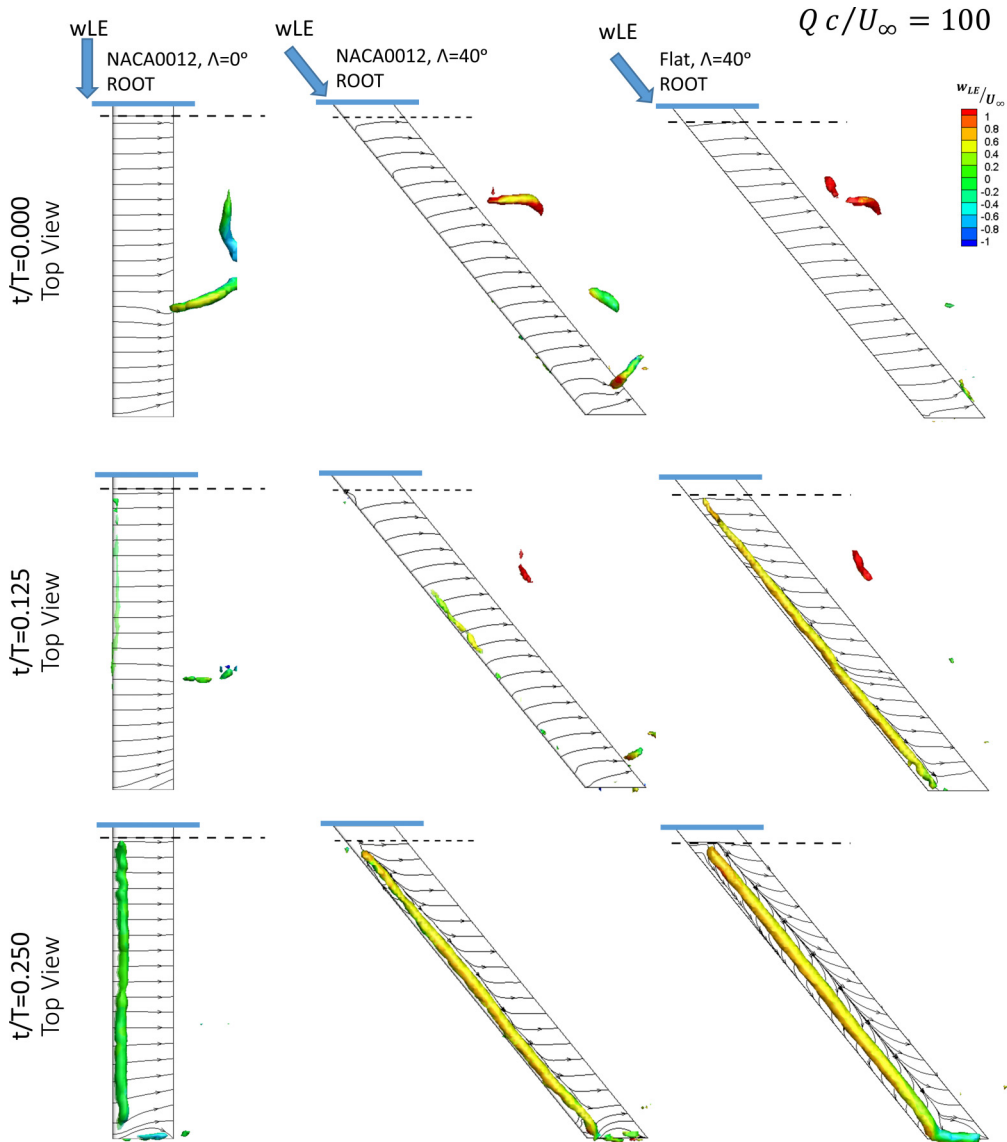 Q c/U∞ = 100
wLE
NACA0012, Λ=0°
ROOT
wLE
NACA0012, Λ=40°
ROOT
wLE
Flat, Λ=40°
ROOT
w_LE/U∞
1
0.8
0.6
0.4
0.2
0
-0.2
-0.4
-0.6
-0.8
-1
t/T=0.000
Top View
t/T=0.125
Top View
t/T=0.250
Top View